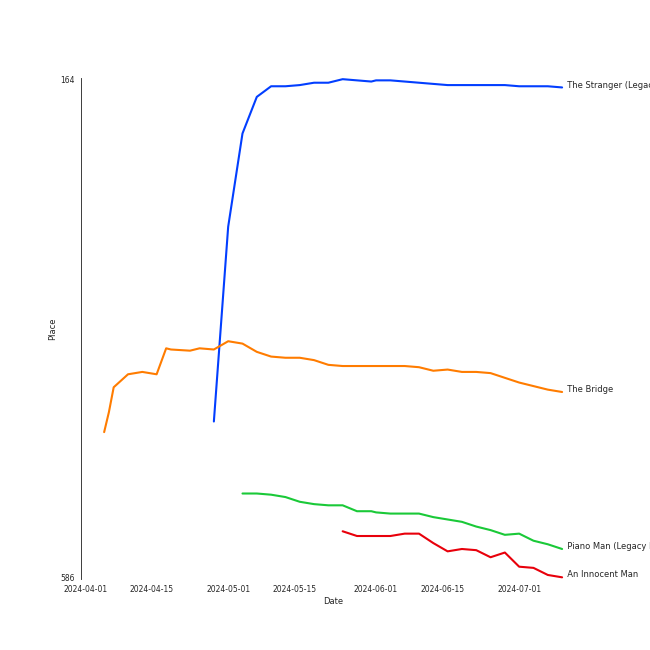 164
The Stranger (Legac
Place
The Bridge
Piano Man (Legacy
An Innocent Man
586
2024-04-01 2024-04-15 2024-05-01 2024-05-15 2024-06-01 2024-06-15 2024-07-01
Date